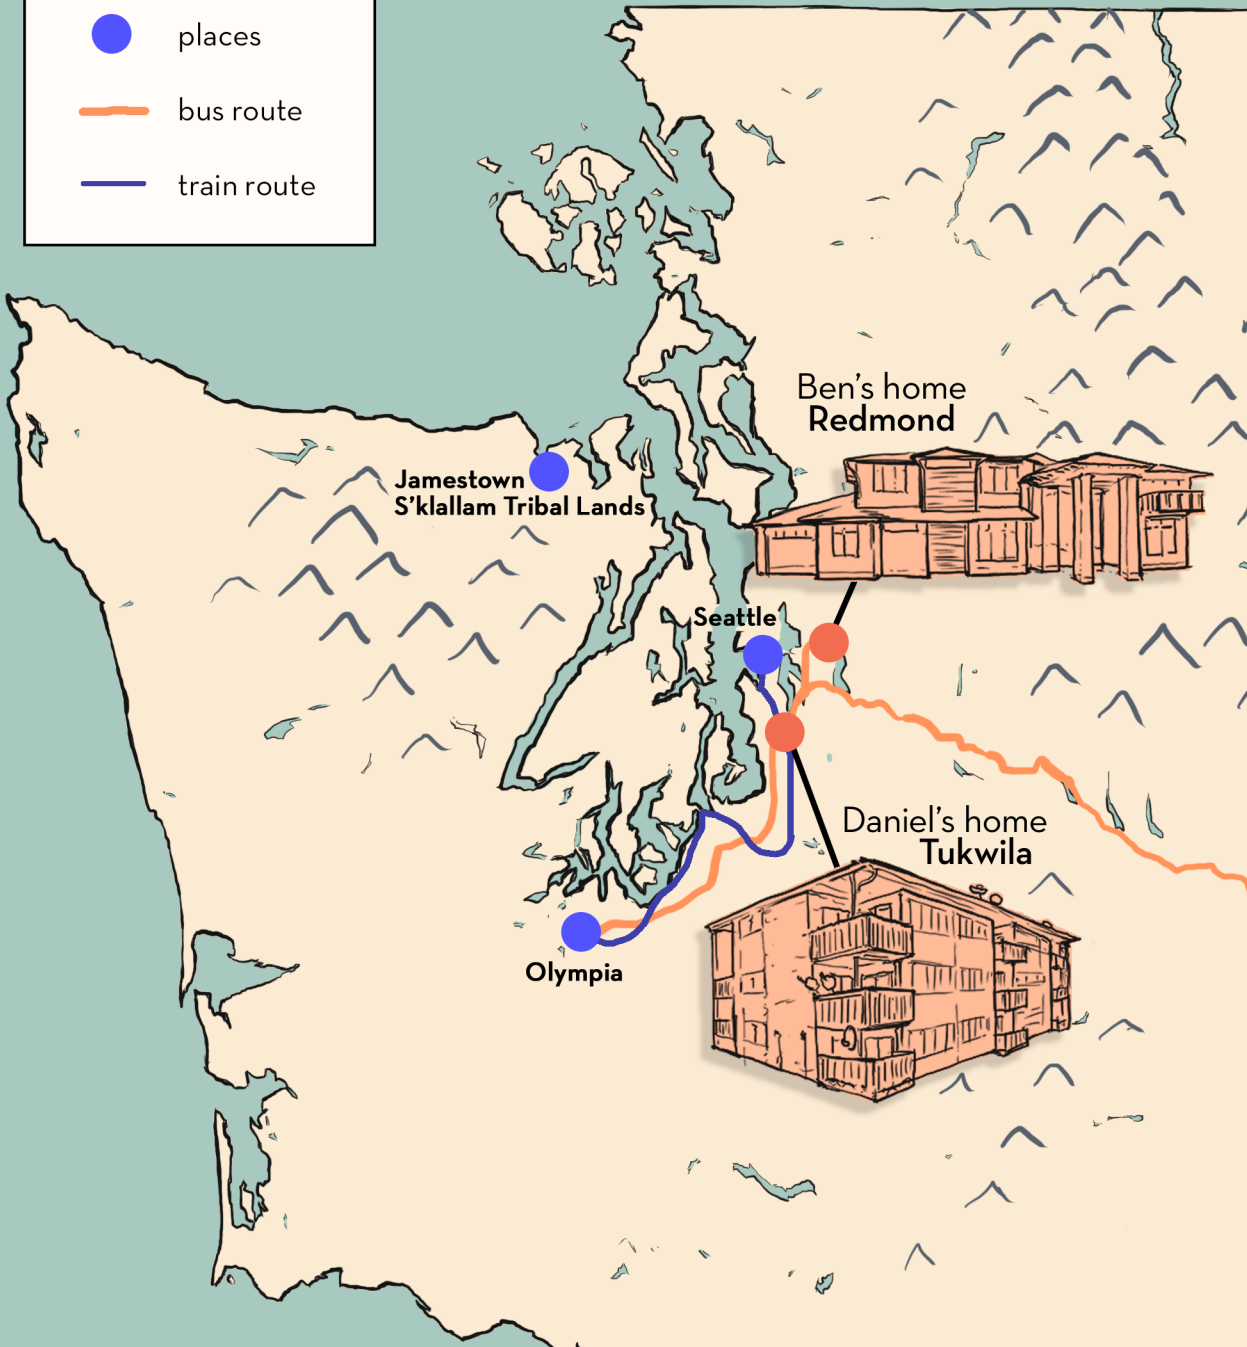 places
bus route
train route
Ben's home
Redmond
Jamestown
S'klallam Tribal Lands
Seattle
Daniel's home
Tukwila
Olympia